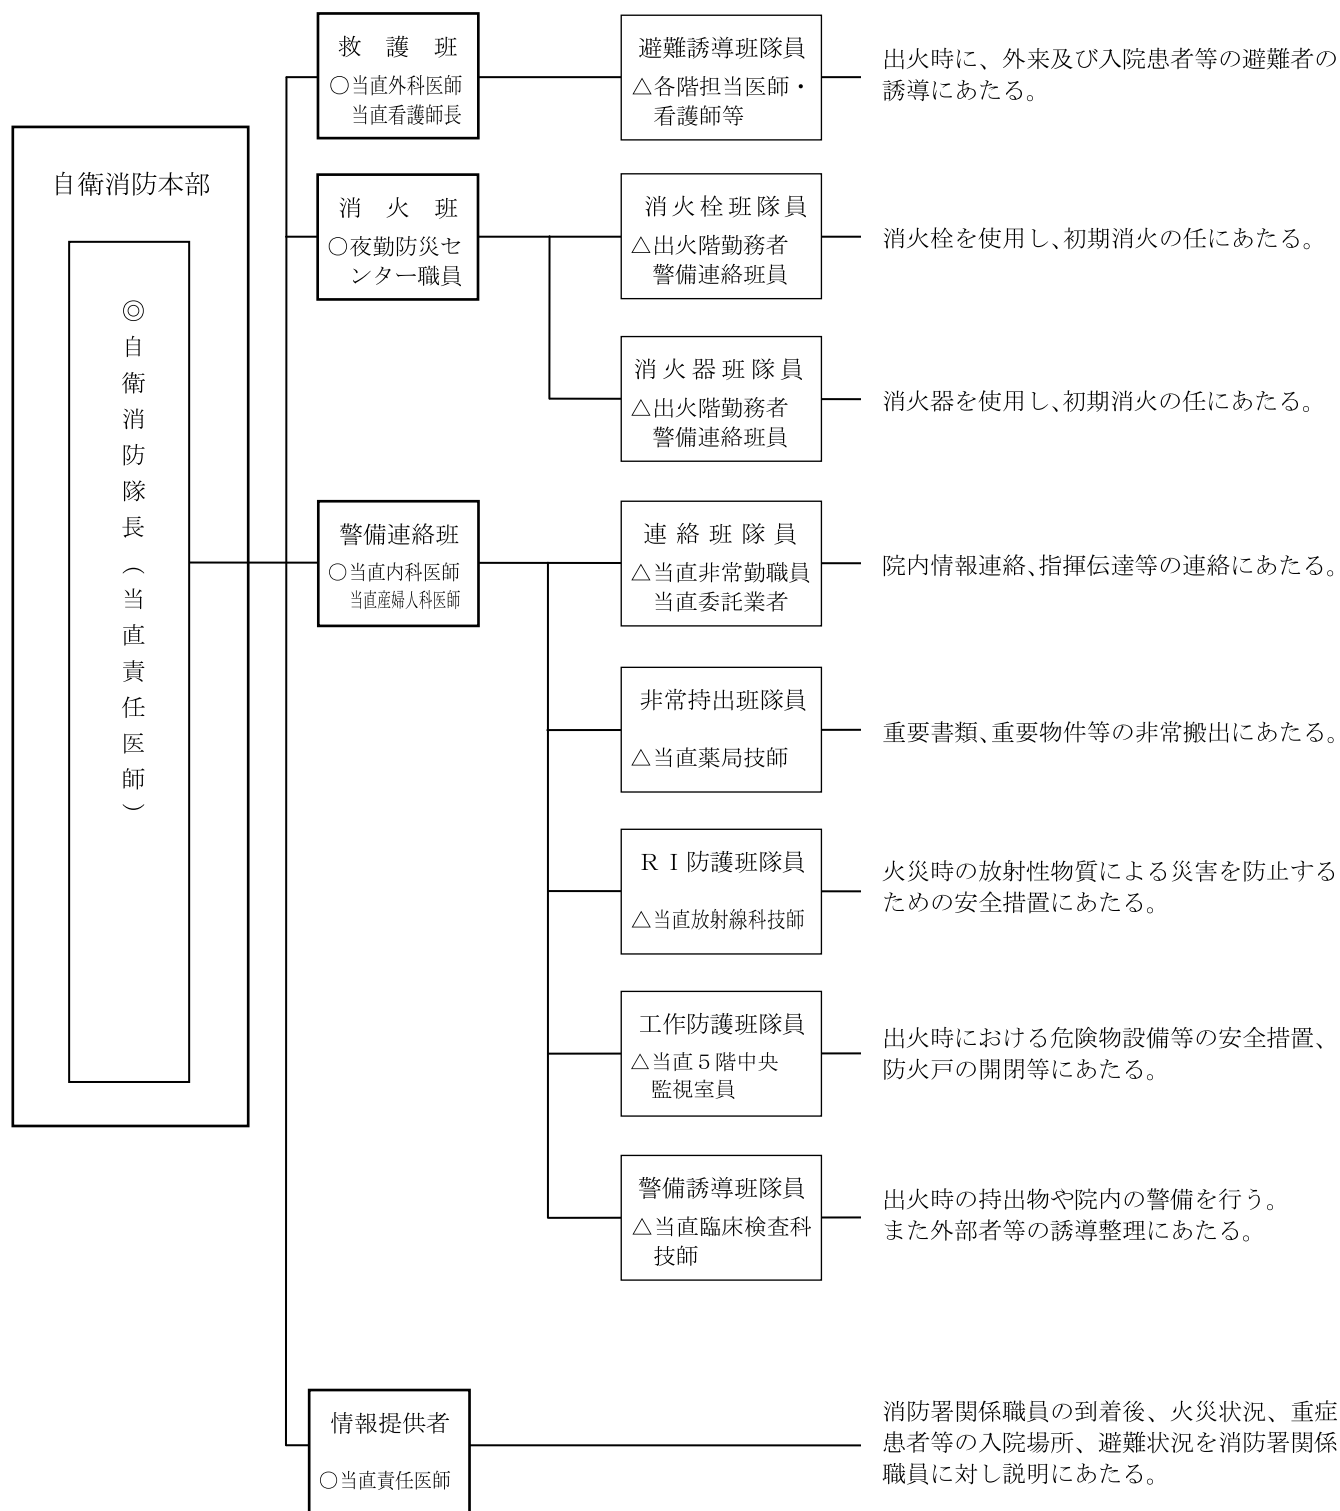 自衛消防本部
◎自衛消防隊長（当直責任医師）
救護班
○当直外科医師
当直看護師長
避難誘導班隊員
△各階担当医師・
看護師等
出火時に、外来及び入院患者等の避難者の
誘導にあたる。
消火班
○夜勤防災セ
ンター職員
消火栓班隊員
△出火階勤務者
警備連絡班員
消火栓を使用し、初期消火の任にあたる。
消火器班隊員
△出火階勤務者
警備連絡班員
消火器を使用し、初期消火の任にあたる。
警備連絡班
○当直内科医師
当直産婦人科医師
連絡班隊員
△当直非常勤職員
当直委託業者
院内情報連絡、指揮伝達等の連絡にあたる。
非常持出班隊員
△当直薬局技師
重要書類、重要物件等の非常搬出にあたる。
ＲＩ防護班隊員
△当直放射線科技師
火災時の放射性物質による災害を防止する
ための安全措置にあたる。
工作防護班隊員
△当直５階中央
監視室員
出火時における危険物設備等の安全措置、
防火戸の開閉等にあたる。
警備誘導班隊員
△当直臨床検査科
技師
出火時の持出物や院内の警備を行う。
また外部者等の誘導整理にあたる。
情報提供者
○当直責任医師
消防署関係職員の到着後、火災状況、重症
患者等の入院場所、避難状況を消防署関係
職員に対し説明にあたる。